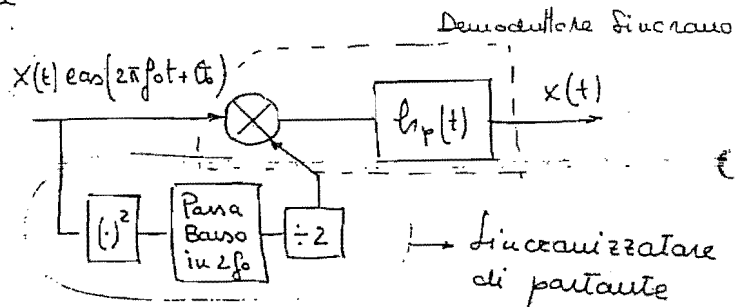 Demodulatore Sincrono
x(t) cos(2πf₀t + θ₀)
hₚ(t)
x(t)
(·)²
Passa
Basso
in 2f₀
÷2
Sincronizzatore
di portante